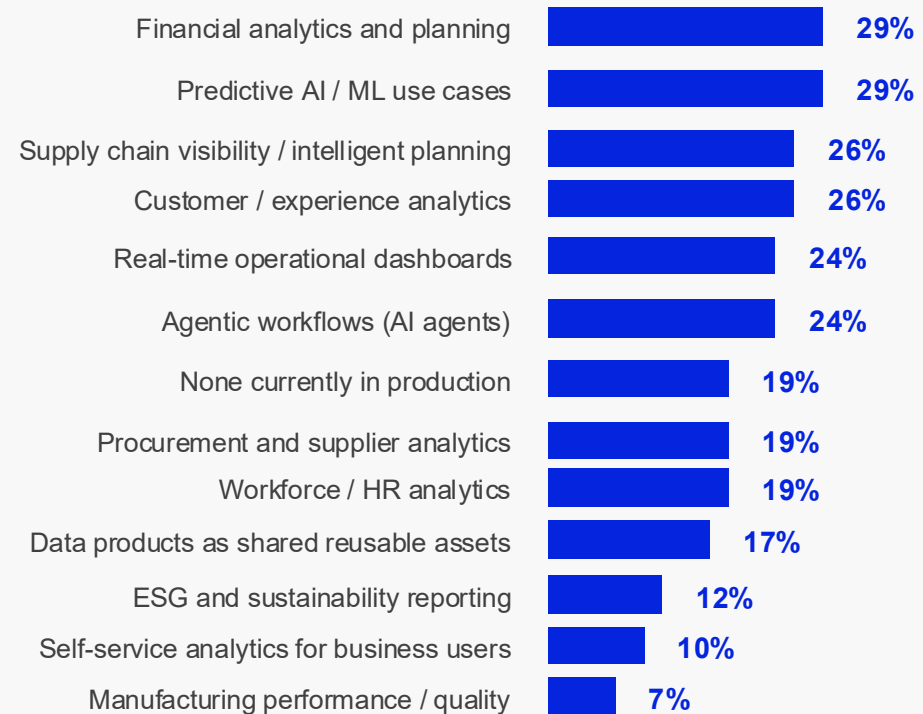 Financial analytics and planning 29%
Predictive AI / ML use cases 29%
Supply chain visibility / intelligent planning 26%
Customer / experience analytics 26%
Real-time operational dashboards 24%
Agentic workflows (AI agents) 24%
None currently in production 19%
Procurement and supplier analytics 19%
Workforce / HR analytics 19%
Data products as shared reusable assets 17%
ESG and sustainability reporting 12%
Self-service analytics for business users 10%
Manufacturing performance / quality 7%